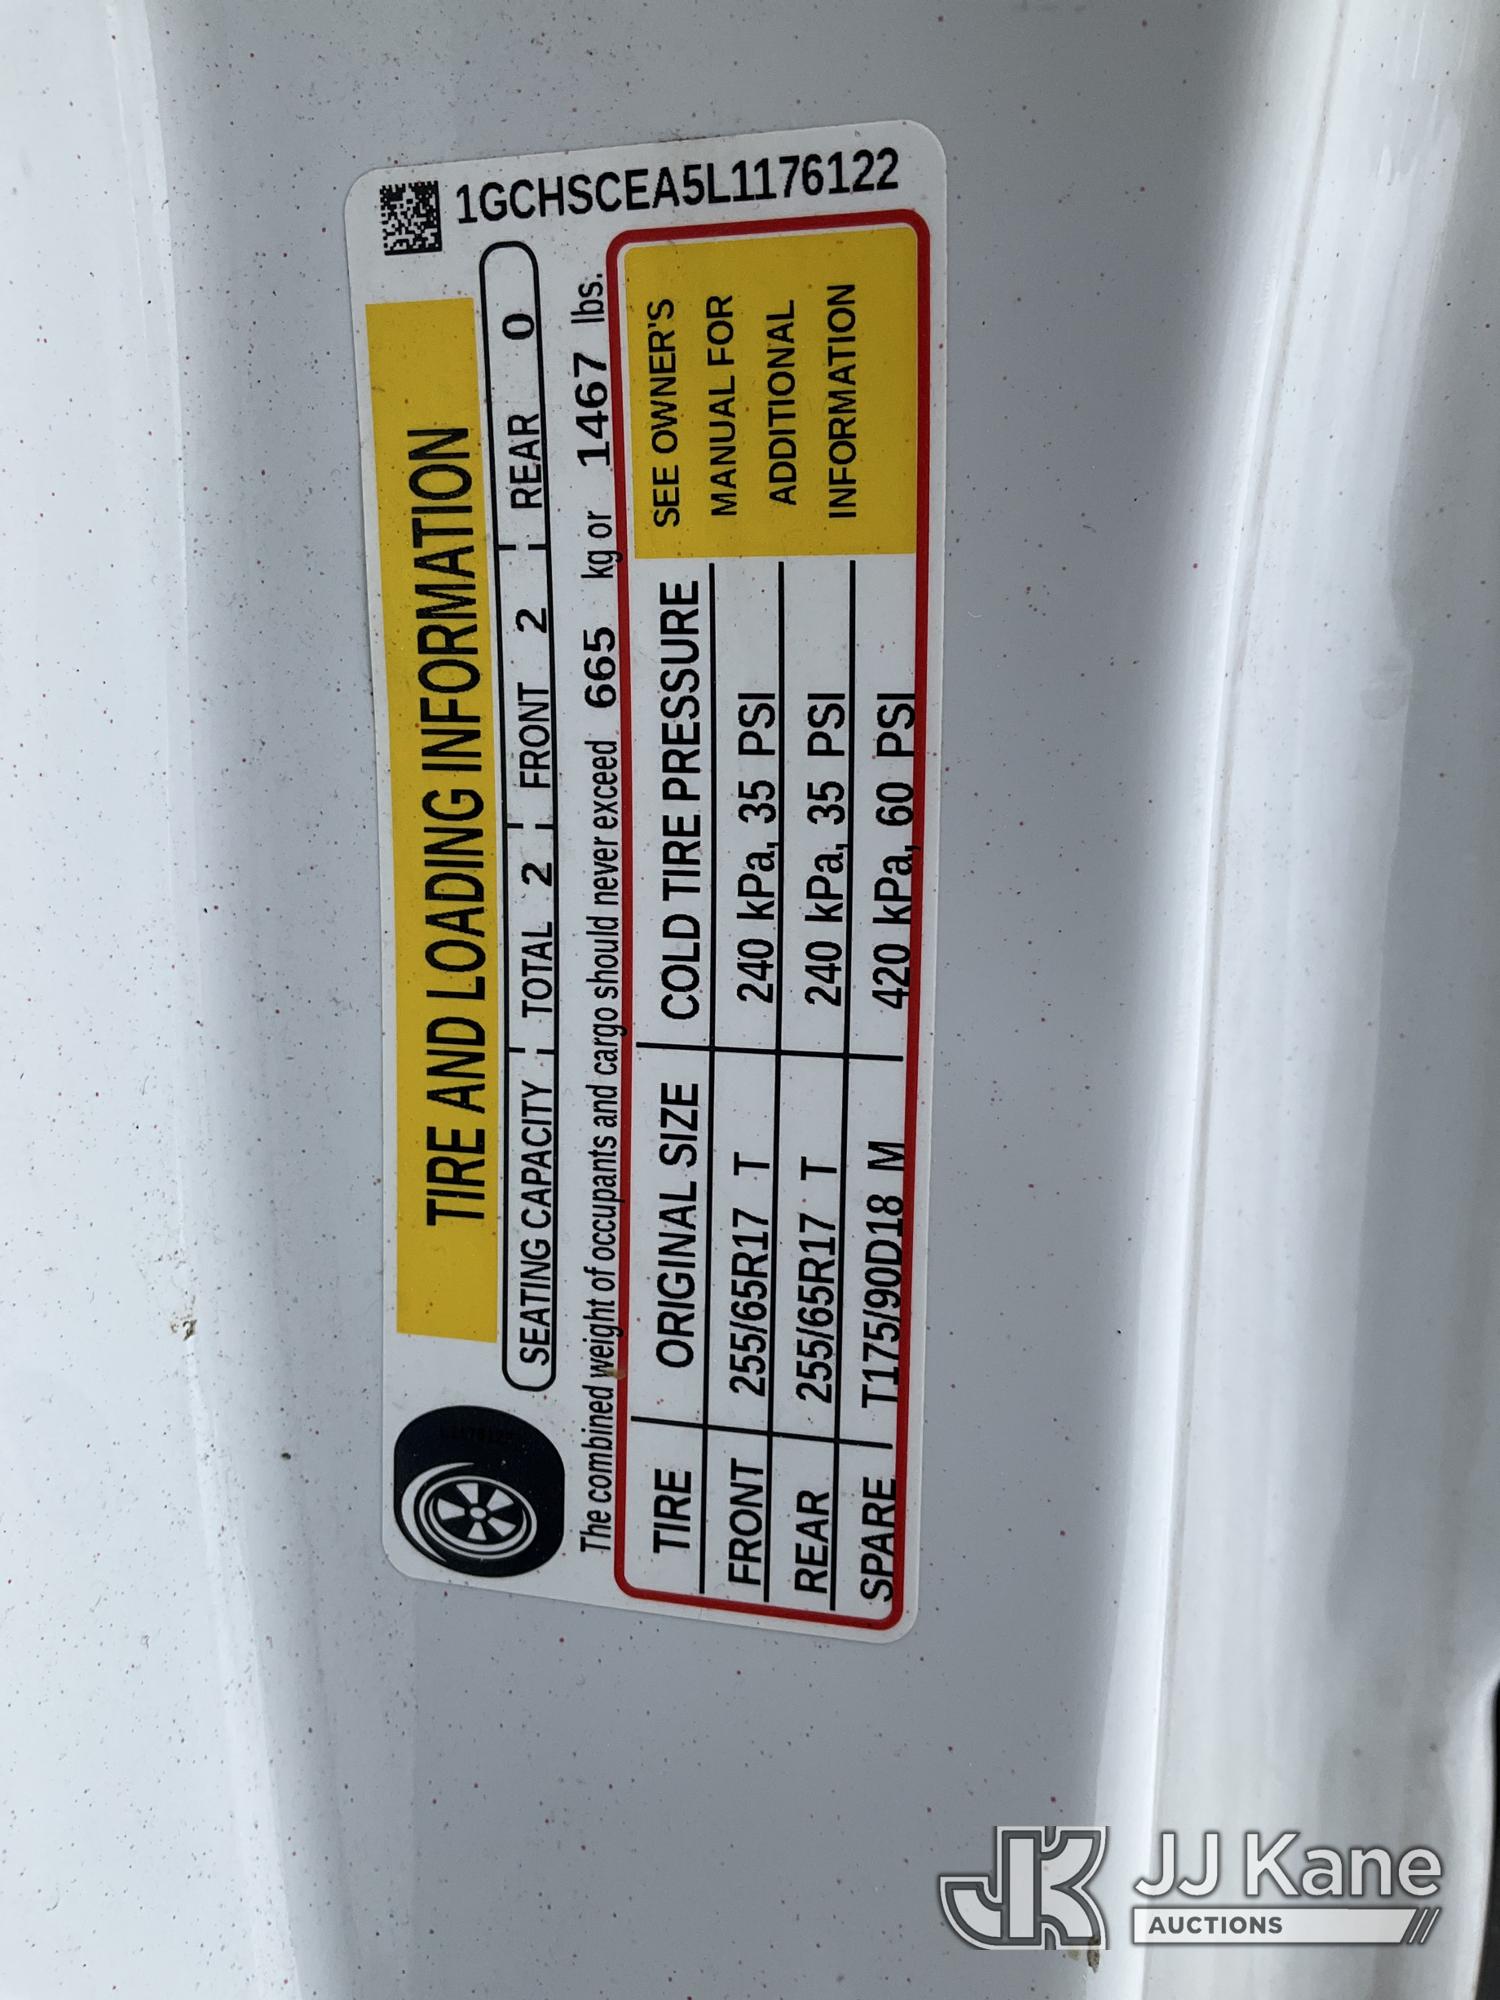 1GCHSCEA5L1176122
TIRE AND LOADING INFORMATION
SEATING CAPACITY TOTAL 2 FRONT 2 REAR 0
The combined weight of occupants and cargo should never exceed 665 kg or 1467 lbs.
TIRE ORIGINAL SIZE COLD TIRE PRESSURE
FRONT 255/65R17 T 240 kPa, 35 PSI
REAR 255/65R17 T 240 kPa, 35 PSI
SPARE T175/90D18 M 420 kPa, 60 PSI
SEE OWNER'S
MANUAL FOR
ADDITIONAL
INFORMATION
JK JJ Kane
AUCTIONS